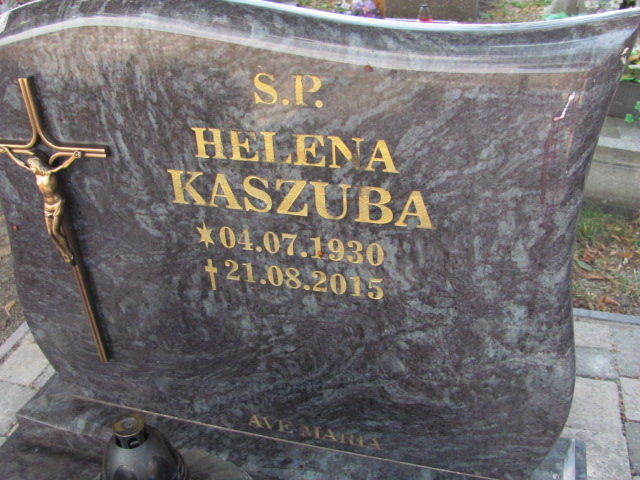 S.P.
HELENA
KASZUBA
*04.07.1930
†21.08.2015
AVE MARIA